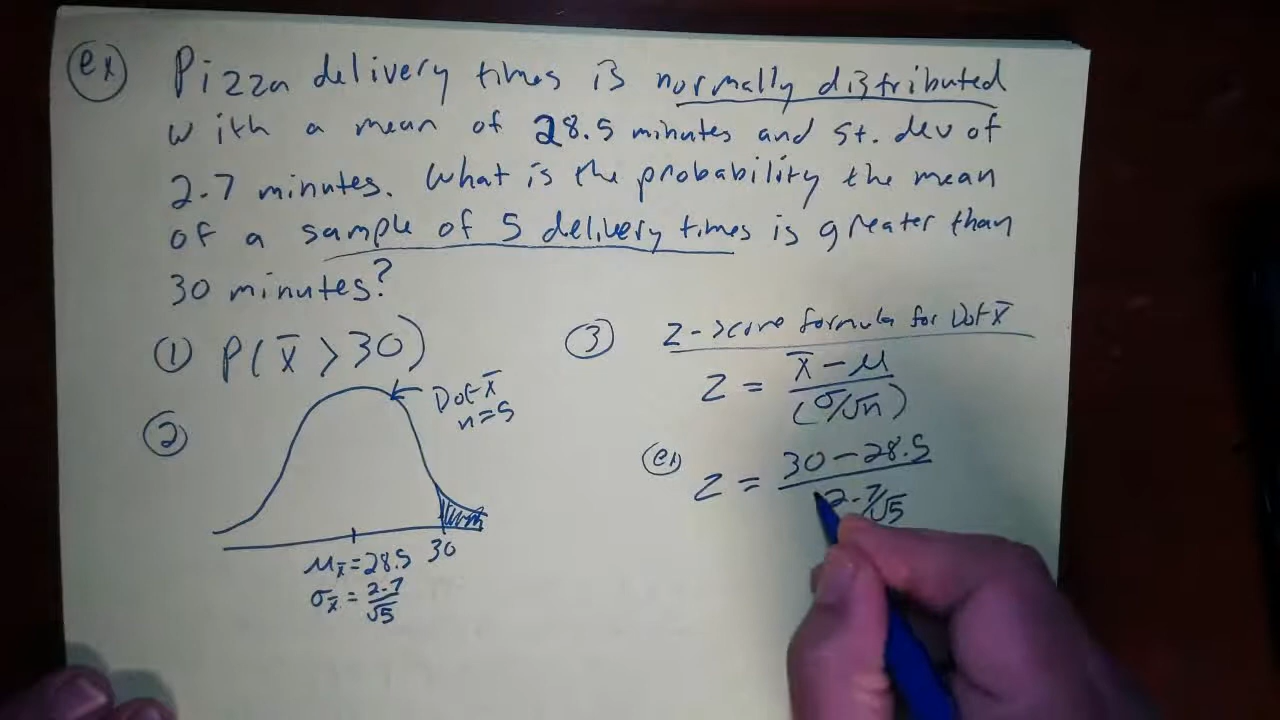 ex Pizza delivery times is normally distributed
with a mean of 28.5 minutes and st. dev of
2.7 minutes. What is the probability the mean
of a sample of 5 delivery times is greater than
30 minutes?
① P(x̄ > 30)
②
Dof x̄
n=5
μx̄ = 28.5
30
σx̄ = 2.7/√5
③ Z-score formula for Dof x̄
Z = x̄ - μ / (σ/√n)
ex Z = 30 - 28.5 / 2.7/√5